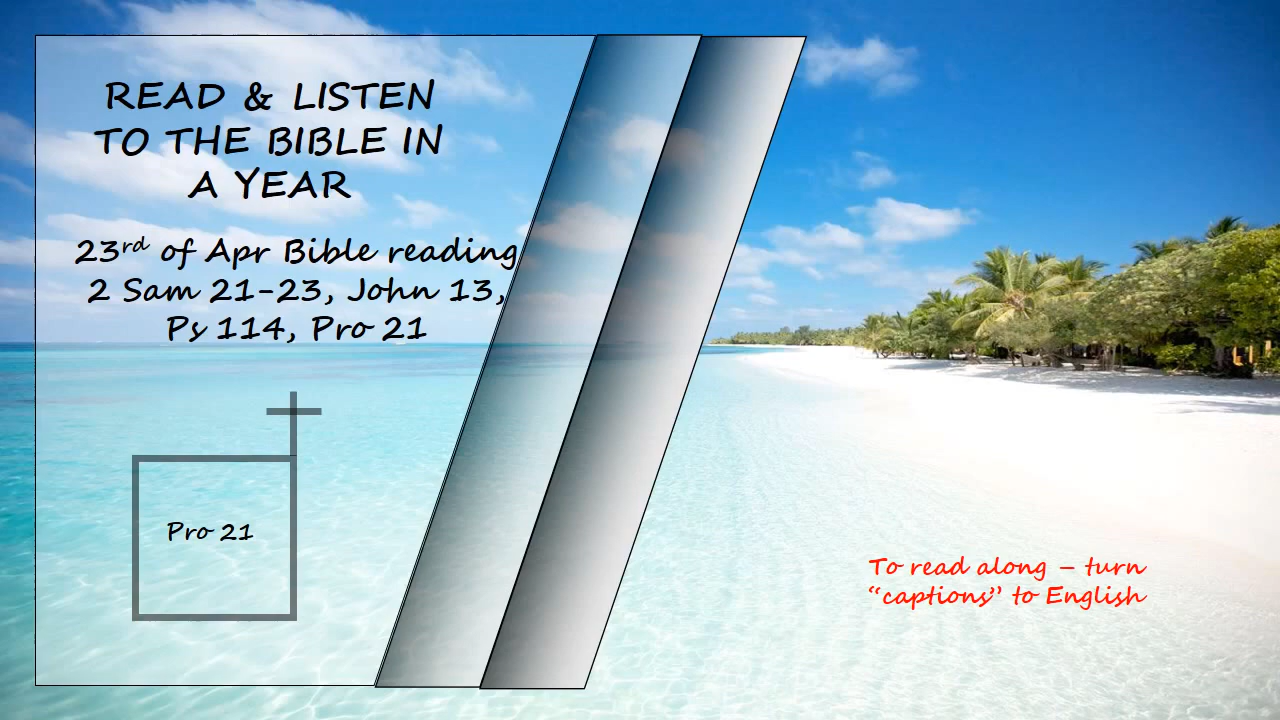 READ & LISTEN
TO THE BIBLE IN
A YEAR
23rd of Apr Bible reading
2 Sam 21-23, John 13,
Ps 114, Pro 21
Pro 21
To read along – turn
“captions” to English